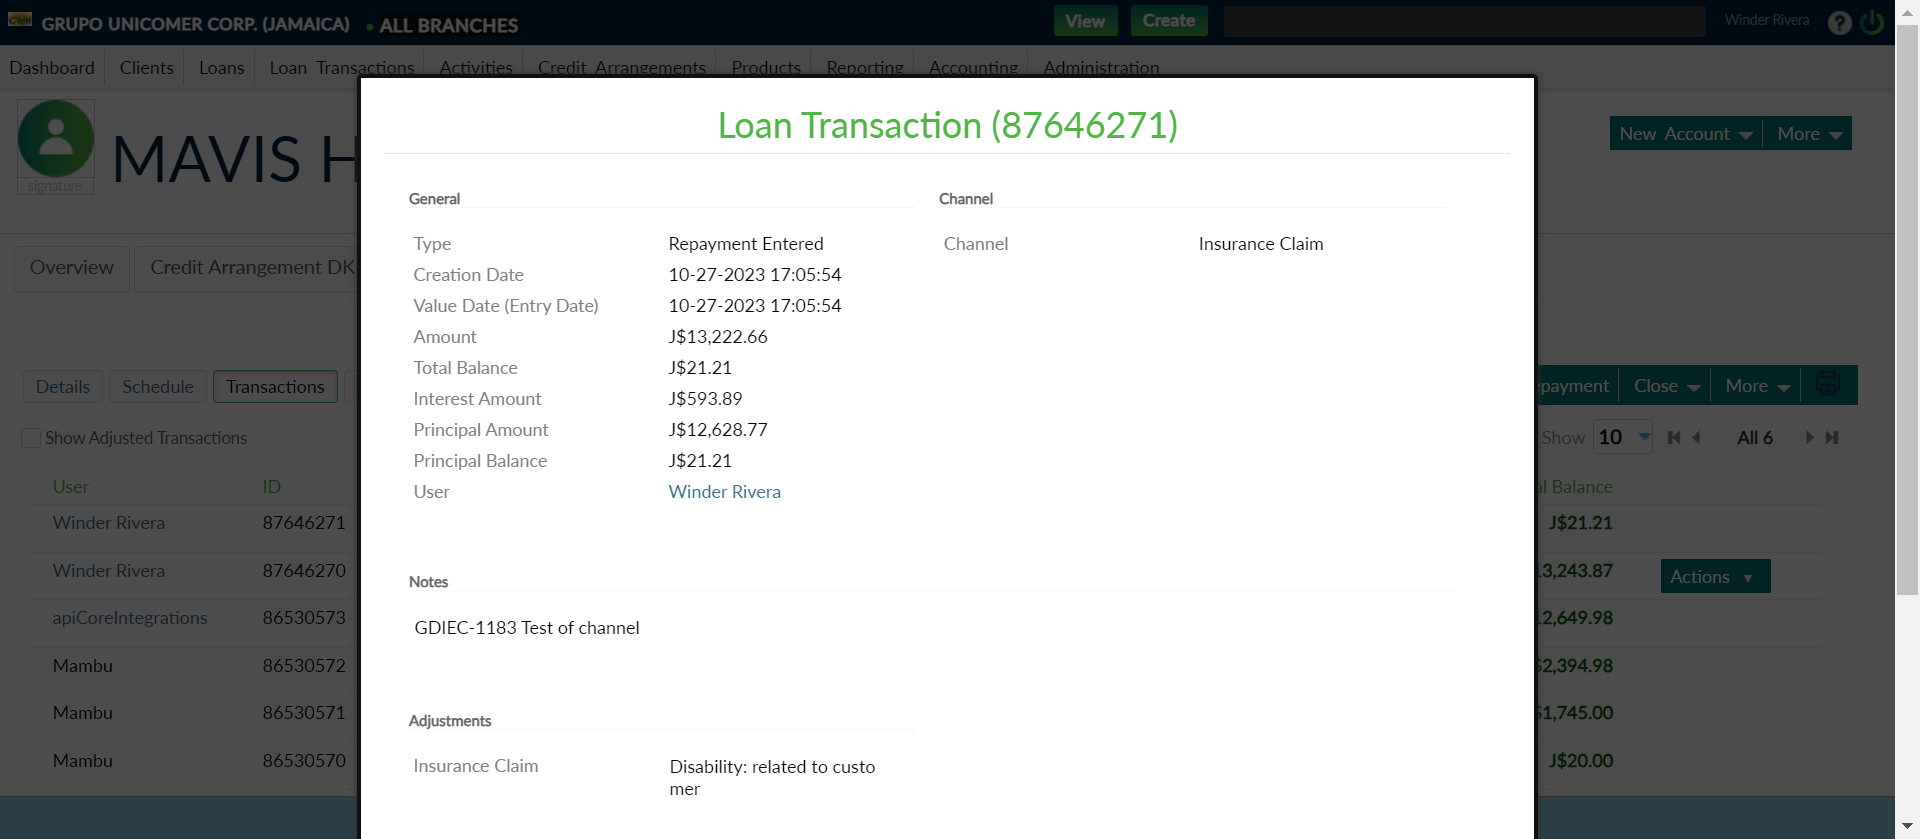 GRUPO UNICOMER CORP. (JAMAICA) • ALL BRANCHES View Create Winder Rivera ?
Dashboard Clients Loans Loan Transactions Activities Credit Arrangements Products Reporting Accounting Administration
signature
MAVIS H
New Account More
Overview Credit Arrangement DK
Details Schedule Transactions
payment Close More
Show Adjusted Transactions
Show 10 All 6
User ID Balance
Winder Rivera 87646271 J$21.21
Winder Rivera 87646270 3,243.87 Actions
apiCoreIntegrations 86530573 2,649.98
Mambu 86530572 2,394.98
Mambu 86530571 1,745.00
Mambu 86530570 J$20.00
Loan Transaction (87646271)
General
Type Repayment Entered
Creation Date 10-27-2023 17:05:54
Value Date (Entry Date) 10-27-2023 17:05:54
Amount J$13,222.66
Total Balance J$21.21
Interest Amount J$593.89
Principal Amount J$12,628.77
Principal Balance J$21.21
User Winder Rivera
Channel
Channel Insurance Claim
Notes
GDIEC-1183 Test of channel
Adjustments
Insurance Claim Disability: related to custo
mer